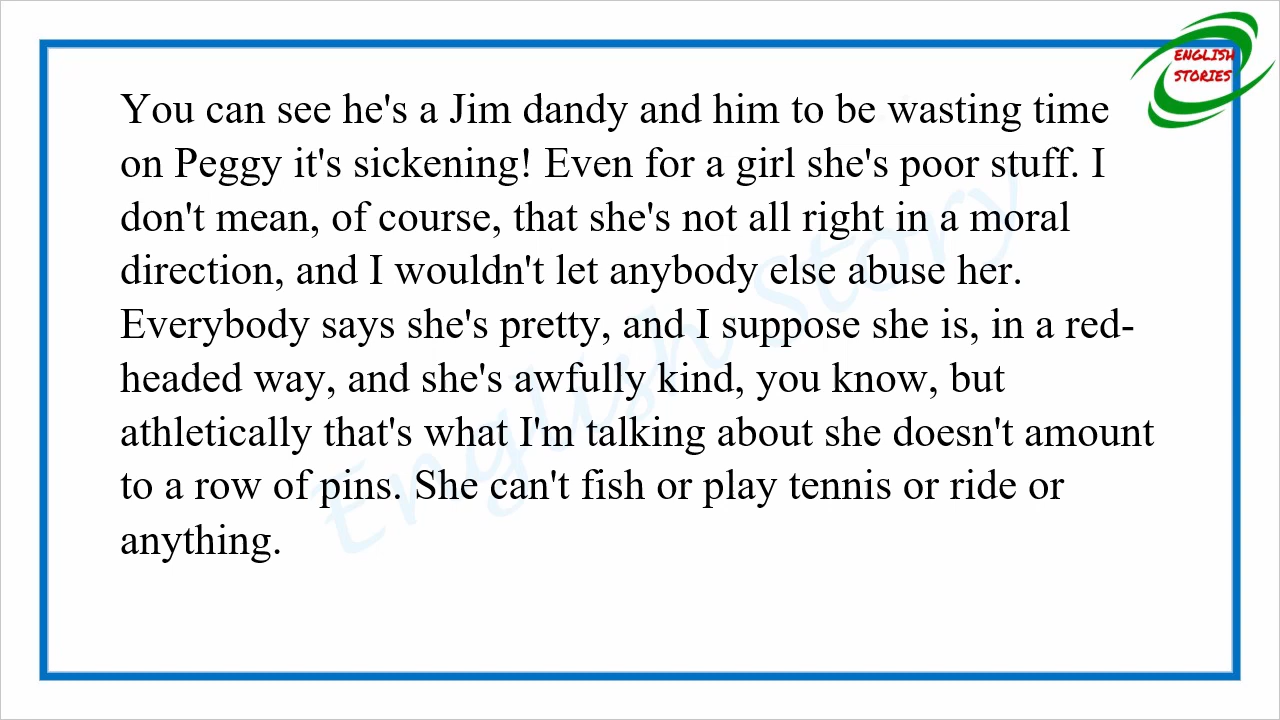 ENGLISH
STORIES
You can see he's a Jim dandy and him to be wasting time
on Peggy it's sickening! Even for a girl she's poor stuff. I
don't mean, of course, that she's not all right in a moral
direction, and I wouldn't let anybody else abuse her.
Everybody says she's pretty, and I suppose she is, in a red-
headed way, and she's awfully kind, you know, but
athletically that's what I'm talking about she doesn't amount
to a row of pins. She can't fish or play tennis or ride or
anything.
English Story